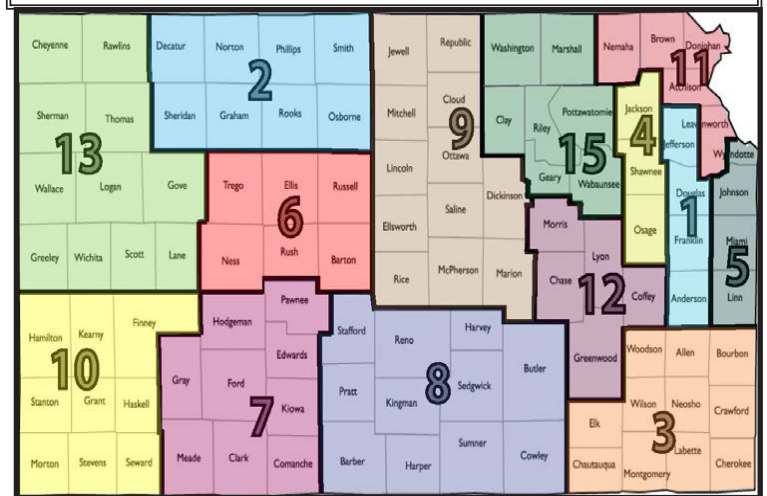 Cheyenne Rawlins Decatur Norton Phillips Smith Jewell Republic Washington Marshall Nemaha Brown Doniphan
2 11
Atchison
Sherman Thomas Sheridan Graham Rooks Osborne Mitchell Cloud Clay Riley Pottawatomie Jackson Jefferson Leavenworth
13 9 15 4
Ottawa Wyandotte
Wallace Logan Gove Trego Ellis Russell Lincoln Dickinson Geary Wabaunsee Shawnee Douglas Johnson
6 1
Saline Morris
Greeley Wichita Scott Lane Ness Rush Barton Ellsworth Lyon Osage Franklin Miami
5
Rice McPherson Marion Chase Coffey Anderson Linn
12
Hamilton Kearny Finney Hodgeman Pawnee Stafford Reno Harvey Butler Greenwood Woodson Allen Bourbon
10
Edwards
Stanton Grant Haskell Gray Ford Kiowa Pratt Kingman Sedgwick Elk Wilson Neosho Crawford
7 8 3
Morton Stevens Seward Meade Clark Comanche Barber Harper Sumner Cowley Chautauqua Montgomery Labette Cherokee